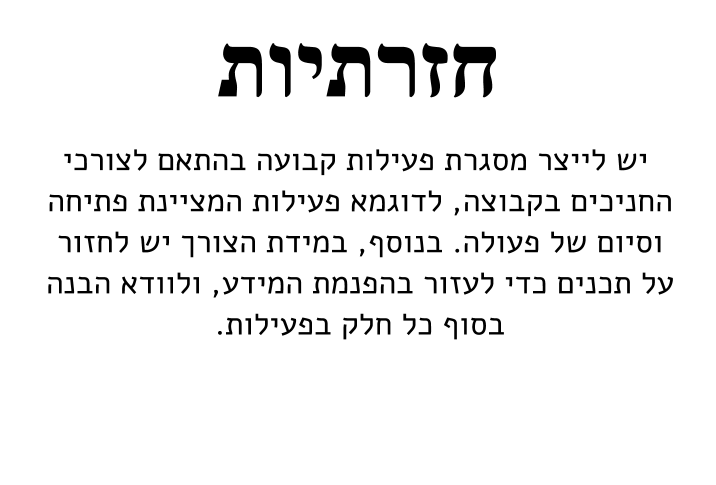 חזרתיות
יש לייצר מסגרת פעילות קבועה בהתאם לצורכי
החניכים בקבוצה, לדוגמא פעילות המציינת פתיחה
וסיום של פעולה. בנוסף, במידת הצורך יש לחזור
על תכנים כדי לעזור בהפנמת המידע, ולוודא הבנה
בסוף כל חלק בפעילות.